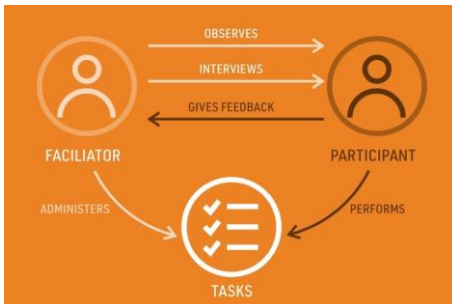 OBSERVES
INTERVIEWS
GIVES FEEDBACK
FACILIATOR
PARTICIPANT
ADMINISTERS
PERFORMS
TASKS